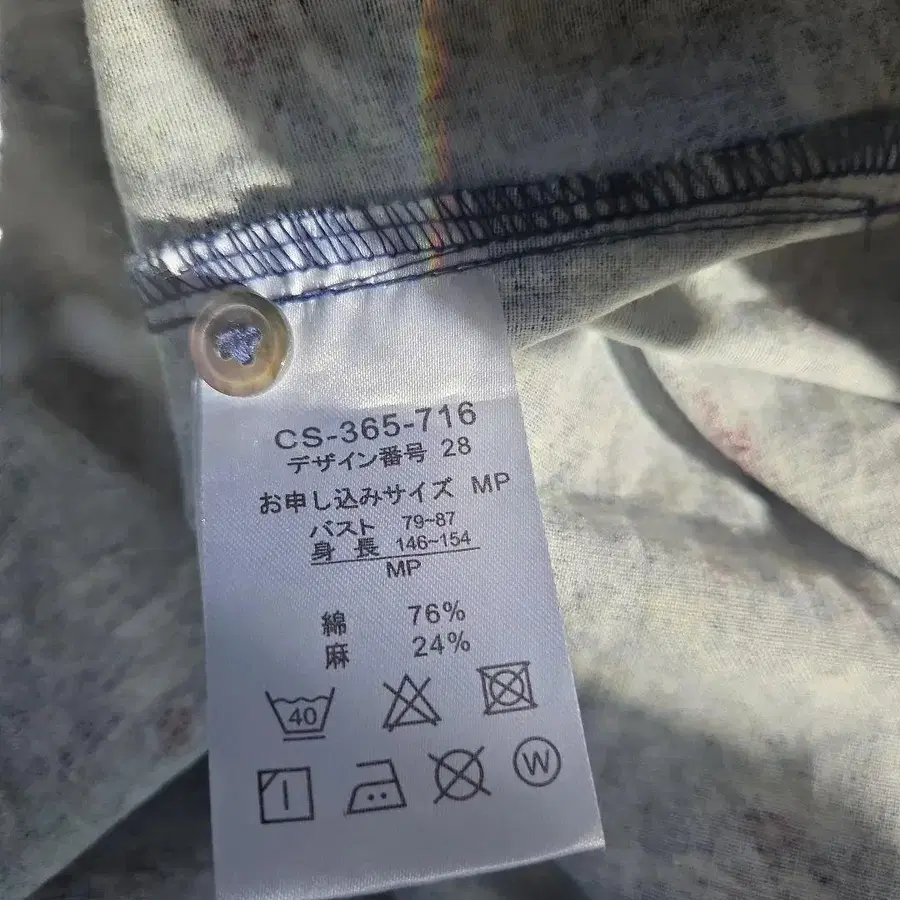 CS-365-716
デザイン番号 28
お申し込みサイズ MP
バスト 79~87
身 長 146~154
MP
綿 76%
麻 24%
40
W